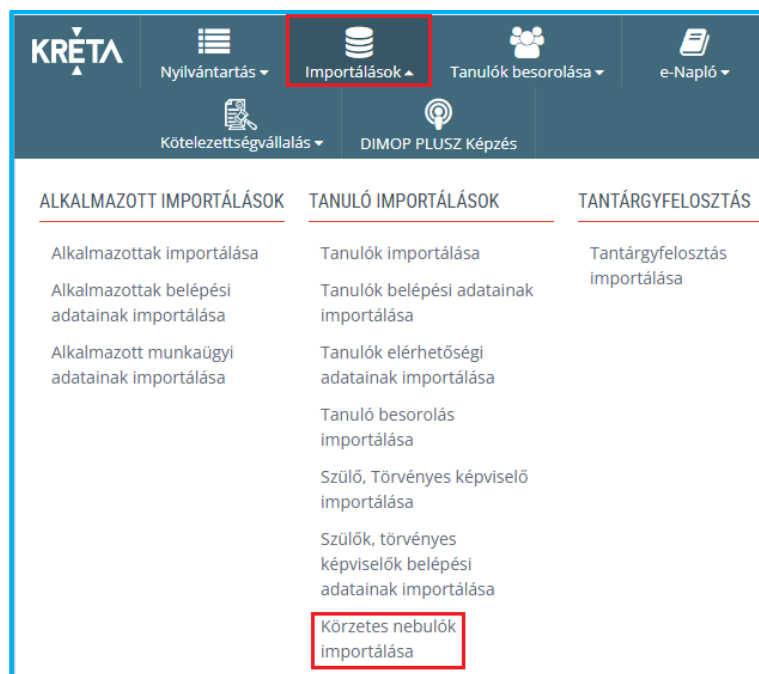 KRÉTA
Nyilvántartás
Importálások
Tanulók besorolása
e-Napló
Kötelezettségvállalás
DIMOP PLUSZ Képzés
ALKALMAZOTT IMPORTÁLÁSOK
Alkalmazottak importálása
Alkalmazottak belépési
adatainak importálása
Alkalmazott munkaügyi
adatainak importálása
TANULÓ IMPORTÁLÁSOK
Tanulók importálása
Tanulók belépési adatainak
importálása
Tanulók elérhetőségi
adatainak importálása
Tanuló besorolás
importálása
Szülő, Törvényes képviselő
importálása
Szülők, törvényes
képviselők belépési
adatainak importálása
Körzetes nebulók
importálása
TANTÁRGYFELOSZTÁS
Tantárgyfelosztás
importálása